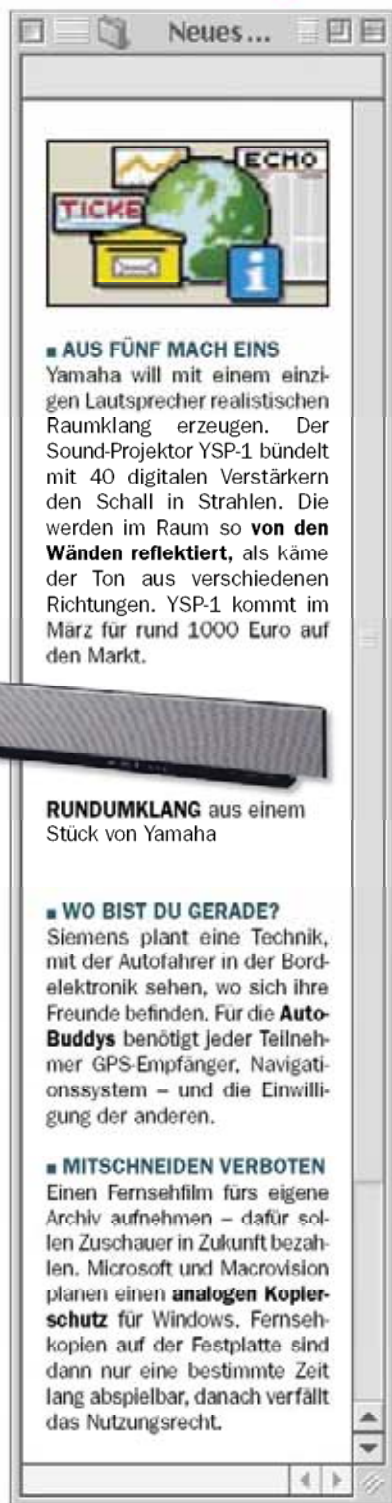 Neues...
ECHO
TICKE
i
■ AUS FÜNF MACH EINS
Yamaha will mit einem einzi-
gen Lautsprecher realistischen
Raumklang erzeugen. Der
Sound-Projektor YSP-1 bündelt
mit 40 digitalen Verstärkern
den Schall in Strahlen. Die
werden im Raum so von den
Wänden reflektiert, als käme
der Ton aus verschiedenen
Richtungen. YSP-1 kommt im
März für rund 1000 Euro auf
den Markt.
RUNDUMKLANG aus einem
Stück von Yamaha
■ WO BIST DU GERADE?
Siemens plant eine Technik,
mit der Autofahrer in der Bord-
elektronik sehen, wo sich ihre
Freunde befinden. Für die Auto-
Buddys benötigt jeder Teilneh-
mer GPS-Empfänger, Navigati-
onssystem – und die Einwilli-
gung der anderen.
■ MITSCHNEIDEN VERBOTEN
Einen Fernsehfilm fürs eigene
Archiv aufnehmen – dafür sol-
len Zuschauer in Zukunft bezah-
len. Microsoft und Macrovision
planen einen analogen Kopier-
schutz für Windows. Fernseh-
kopien auf der Festplatte sind
dann nur eine bestimmte Zeit
lang abspielbar, danach verfällt
das Nutzungsrecht.